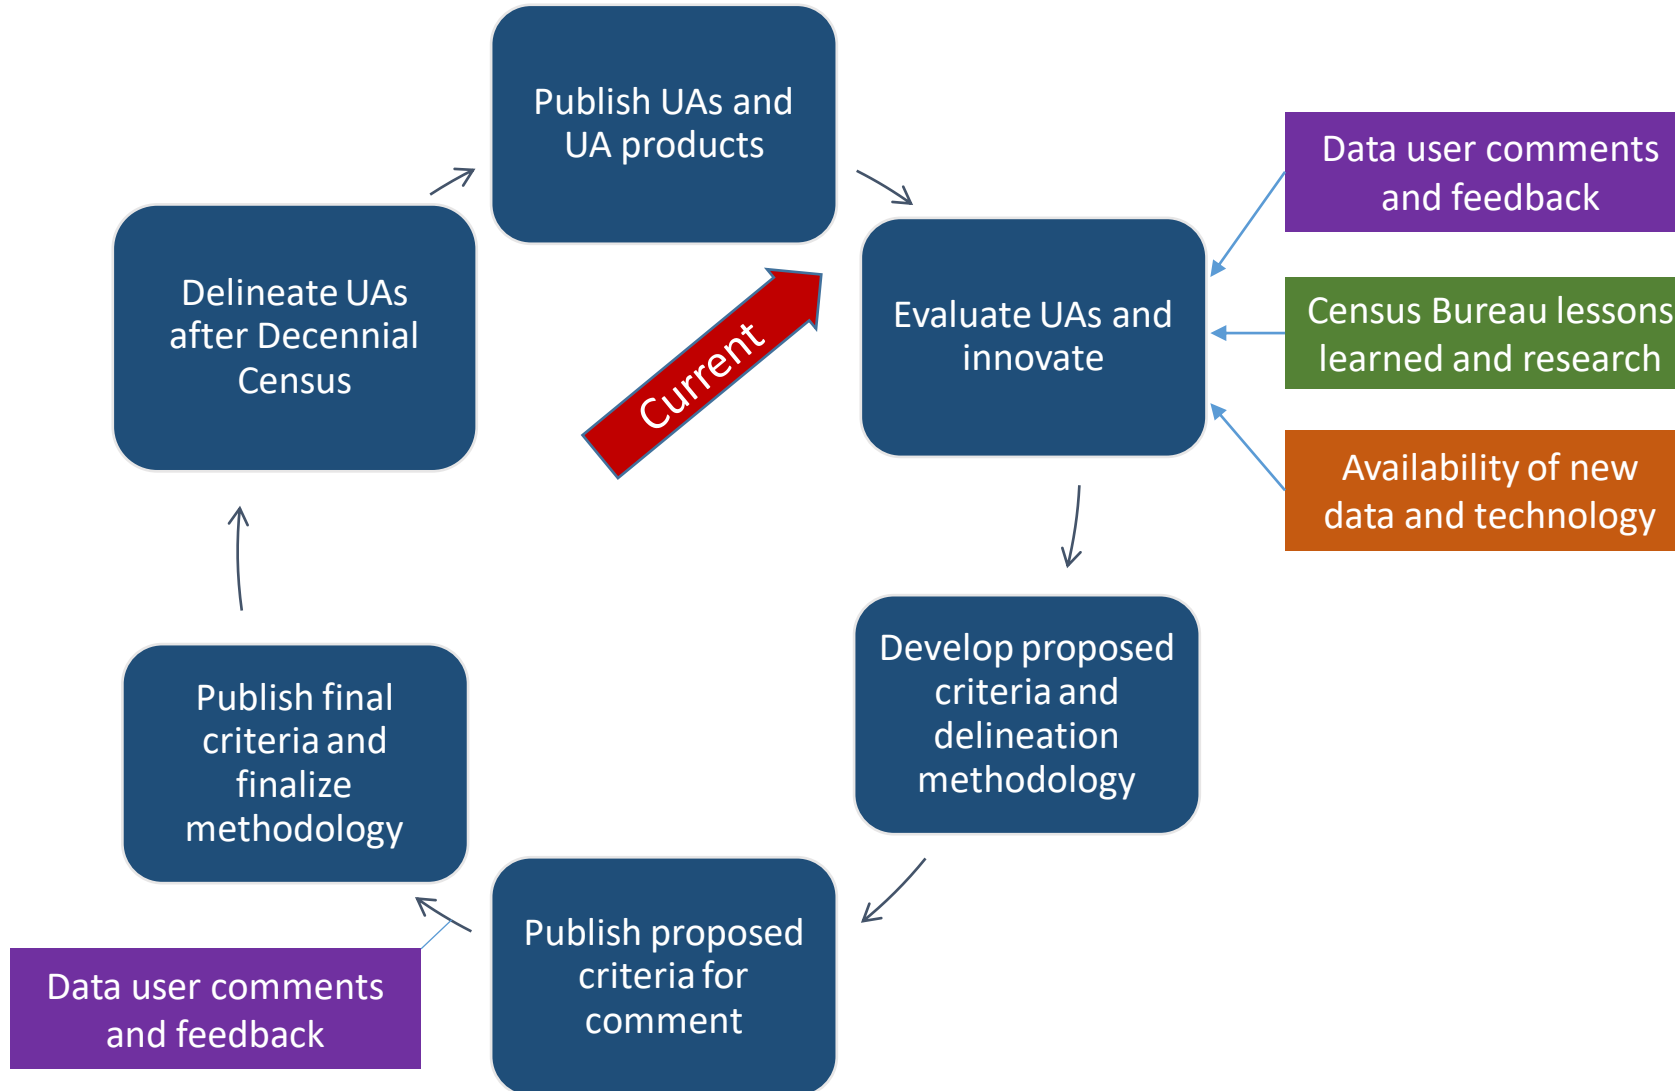 Publish UAs and
UA products
Data user comments
and feedback
Delineate UAs
after Decennial
Census
Current
Evaluate UAs and
innovate
Census Bureau lessons
learned and research
Availability of new
data and technology
Develop proposed
criteria and
delineation
methodology
Publish final
criteria and
finalize
methodology
Publish proposed
criteria for
comment
Data user comments
and feedback